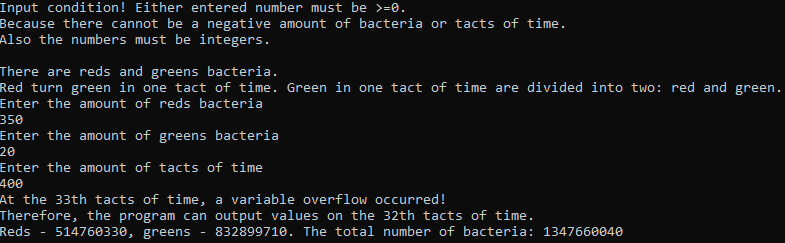 Input condition! Either entered number must be >=0.
Because there cannot be a negative amount of bacteria or tacts of time.
Also the numbers must be integers.
There are reds and greens bacteria.
Red turn green in one tact of time. Green in one tact of time are divided into two: red and green.
Enter the amount of reds bacteria
350
Enter the amount of greens bacteria
20
Enter the amount of tacts of time
400
At the 33th tacts of time, a variable overflow occurred!
Therefore, the program can output values on the 32th tacts of time.
Reds - 514760330, greens - 832899710. The total number of bacteria: 1347660040